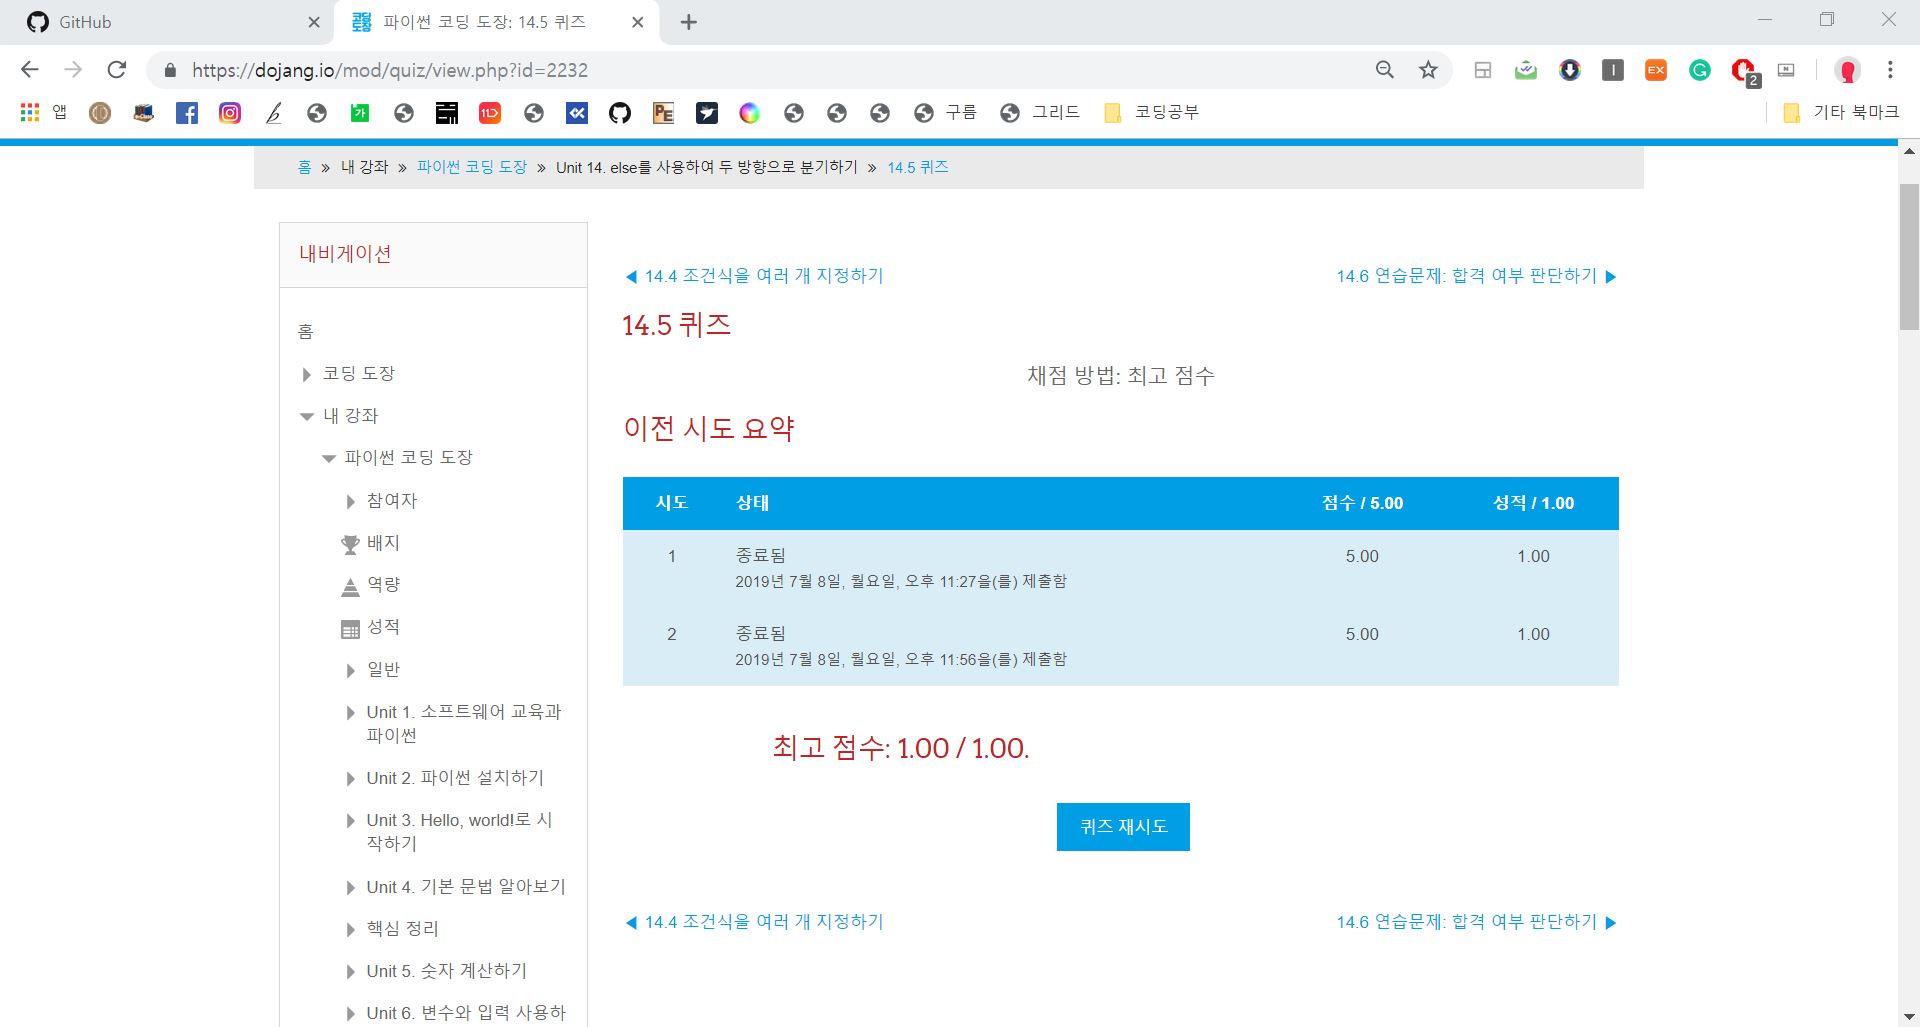 GitHub
파이썬 코딩 도장: 14.5 퀴즈
https://dojang.io/mod/quiz/view.php?id=2232
EX
2
앱
가
11
PE
구름
그리드
코딩공부
기타 북마크
홈 » 내 강좌 » 파이썬 코딩 도장 » Unit 14. else를 사용하여 두 방향으로 분기하기 » 14.5 퀴즈
내비게이션
홈
코딩 도장
내 강좌
파이썬 코딩 도장
참여자
배지
역량
성적
일반
Unit 1. 소프트웨어 교육과
파이썬
Unit 2. 파이썬 설치하기
Unit 3. Hello, world!로 시
작하기
Unit 4. 기본 문법 알아보기
핵심 정리
Unit 5. 숫자 계산하기
Unit 6. 변수와 입력 사용하
◀ 14.4 조건식을 여러 개 지정하기
14.6 연습문제: 합격 여부 판단하기 ▶
14.5 퀴즈
채점 방법: 최고 점수
이전 시도 요약
시도 상태 점수 / 5.00 성적 / 1.00
1 종료됨 5.00 1.00
2019년 7월 8일, 월요일, 오후 11:27을(를) 제출함
2 종료됨 5.00 1.00
2019년 7월 8일, 월요일, 오후 11:56을(를) 제출함
최고 점수: 1.00 / 1.00.
퀴즈 재시도
◀ 14.4 조건식을 여러 개 지정하기
14.6 연습문제: 합격 여부 판단하기 ▶